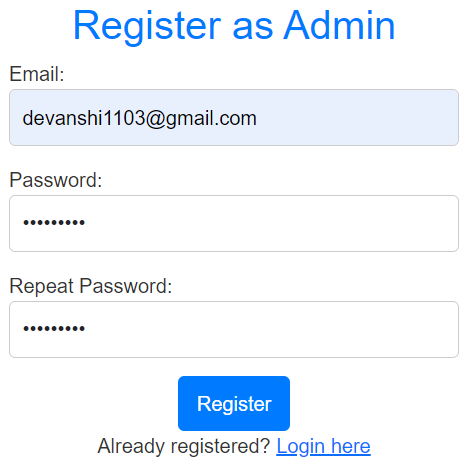 Register as Admin
Email:
devanshi1103@gmail.com
Password:
•••••••••
Repeat Password:
•••••••••
Register
Already registered? Login here